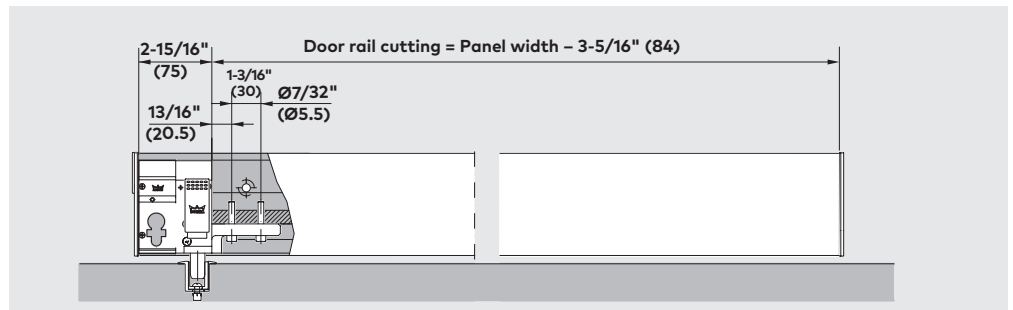 2-15/16"
(75)
Door rail cutting = Panel width – 3-5/16" (84)
1-3/16"
(30)
Ø7/32"
(Ø5.5)
13/16"
(20.5)